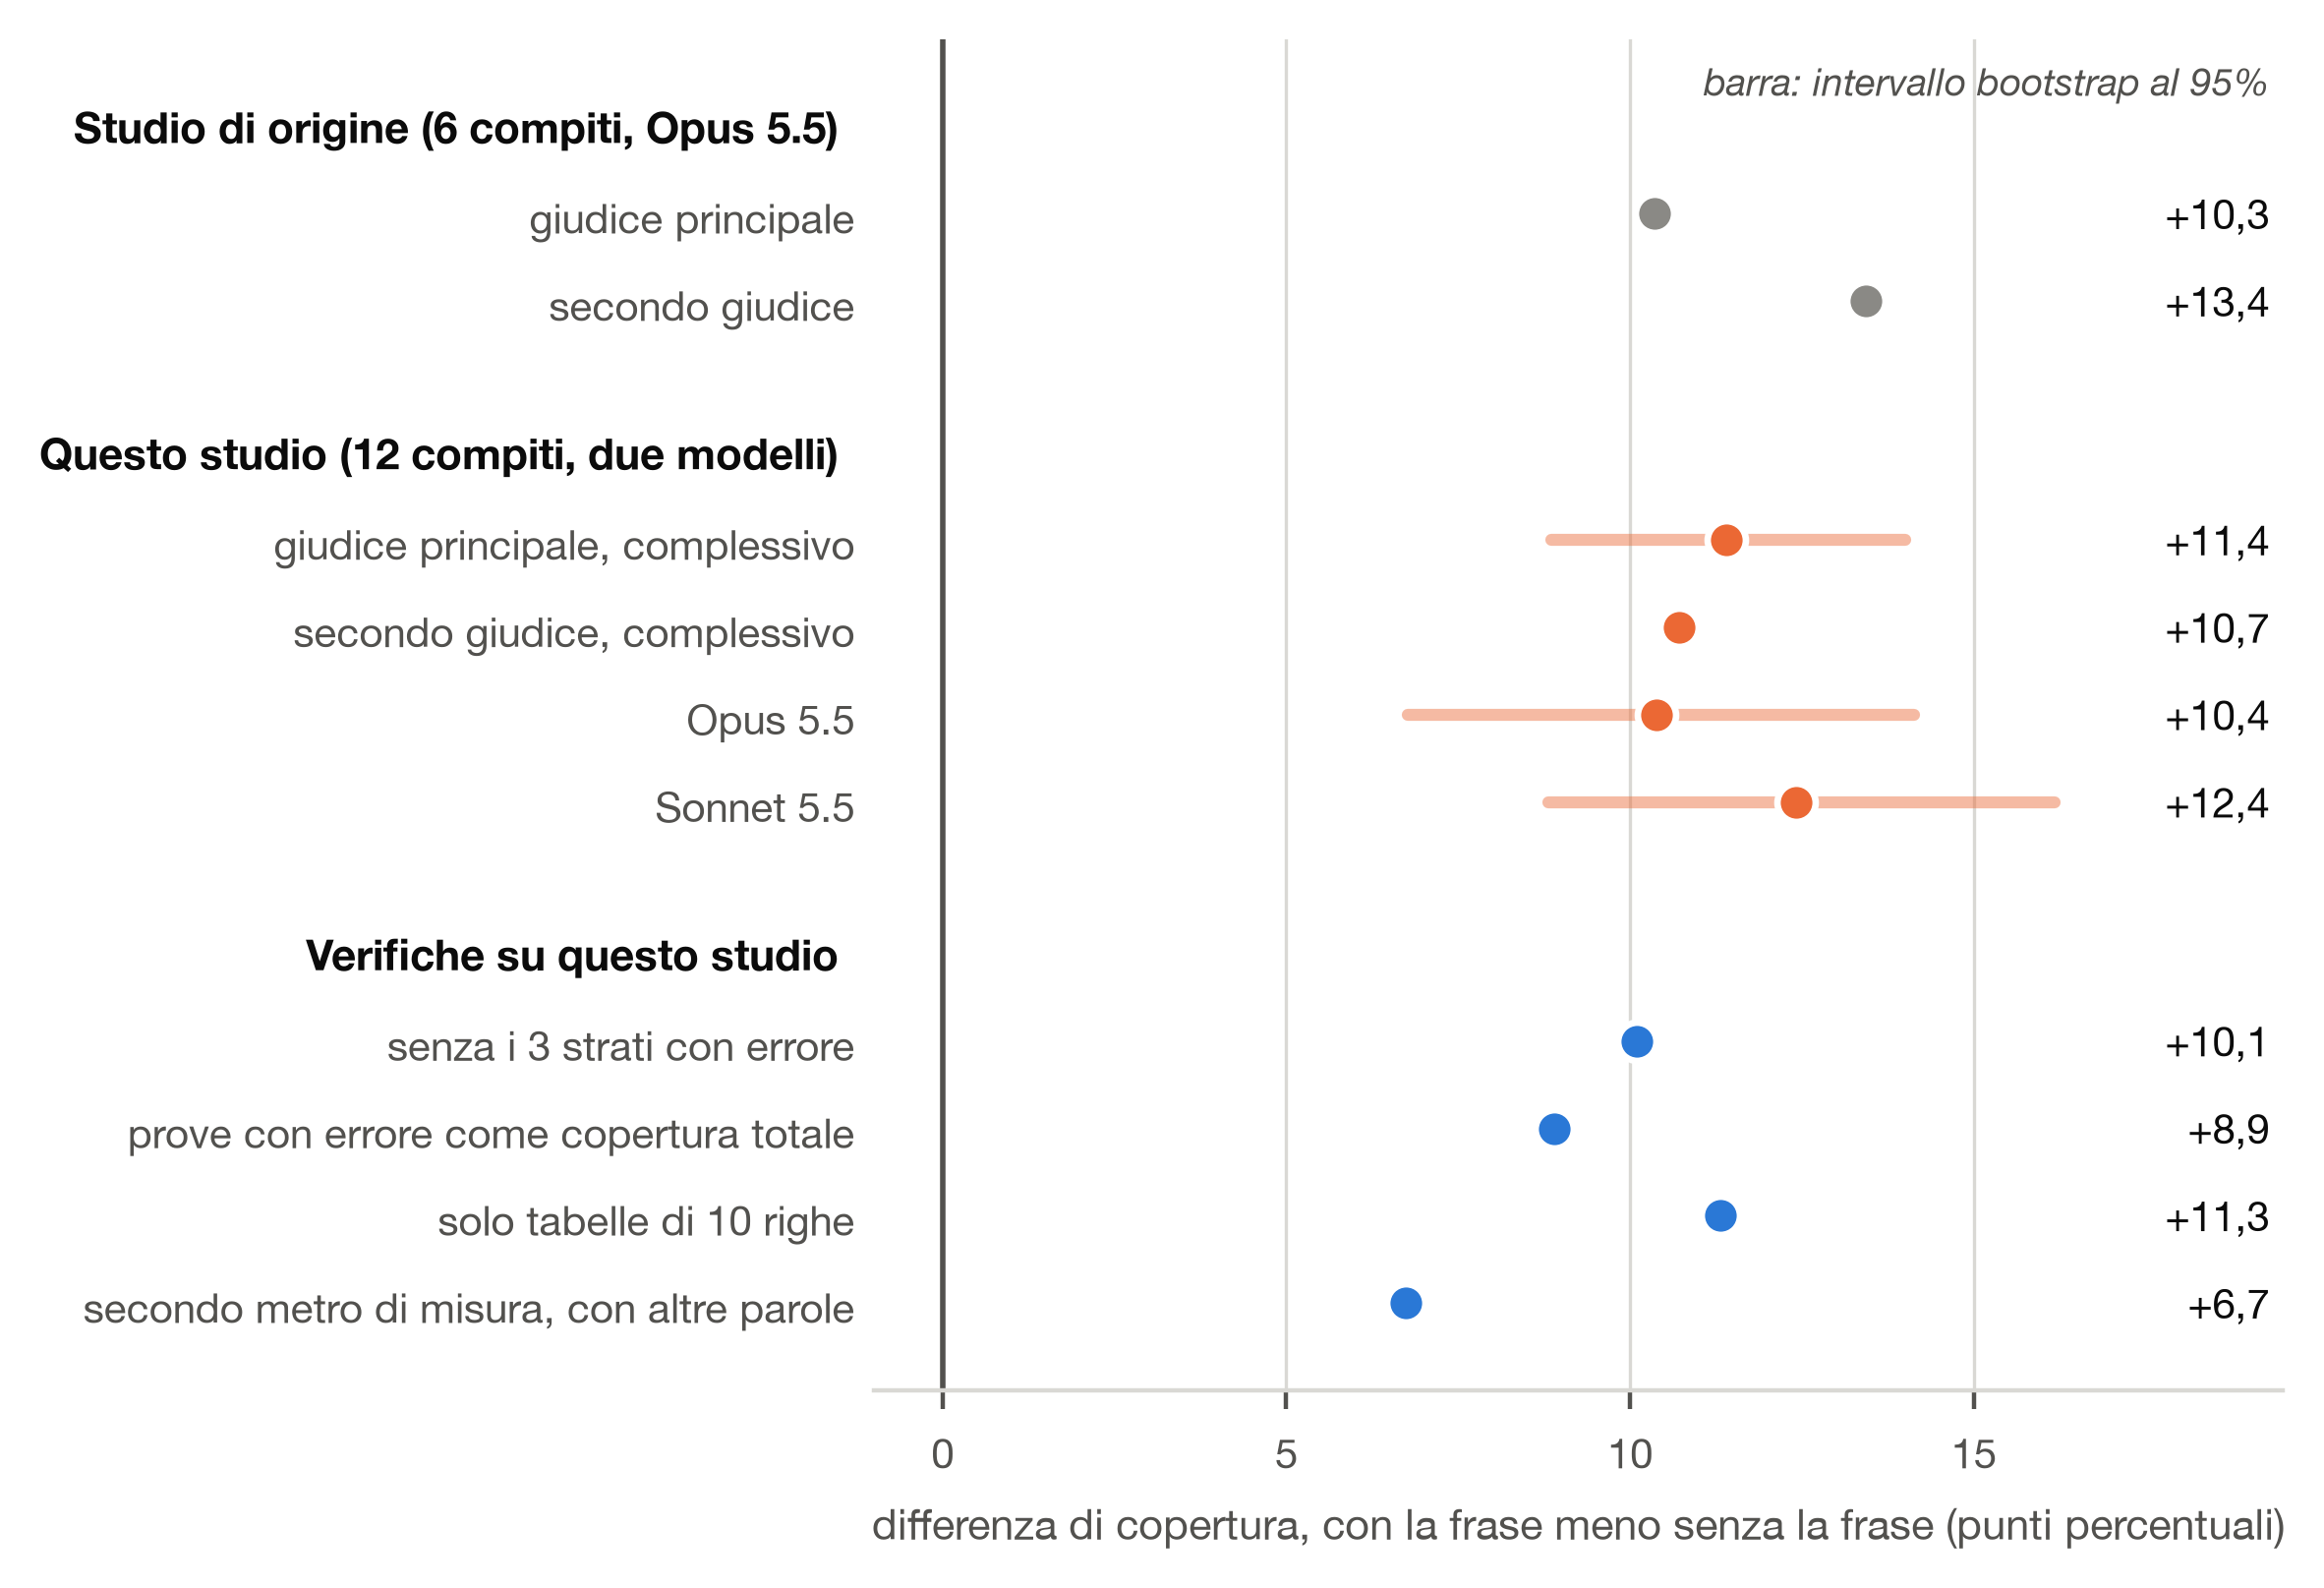 barra: intervallo bootstrap al 95%
Studio di origine (6 compiti, Opus 5.5)
giudice principale +10,3
secondo giudice +13,4
Questo studio (12 compiti, due modelli)
giudice principale, complessivo +11,4
secondo giudice, complessivo +10,7
Opus 5.5 +10,4
Sonnet 5.5 +12,4
Verifiche su questo studio
senza i 3 strati con errore +10,1
prove con errore come copertura totale +8,9
solo tabelle di 10 righe +11,3
secondo metro di misura, con altre parole +6,7
0 5 10 15
differenza di copertura, con la frase meno senza la frase (punti percentuali)